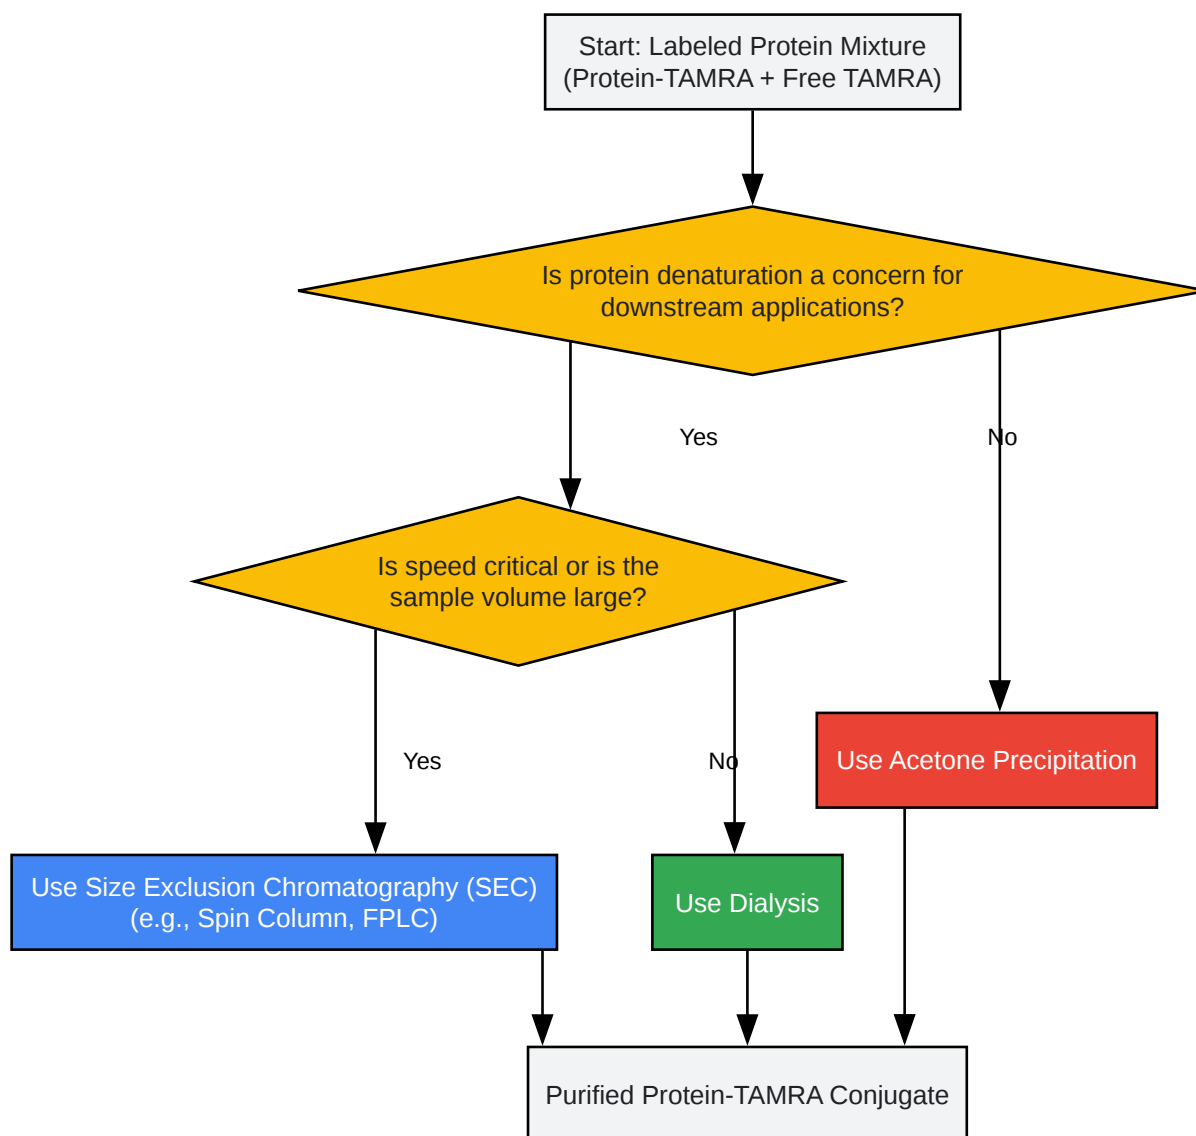 Start: Labeled Protein Mixture
(Protein-TAMRA + Free TAMRA)
Is protein denaturation a concern for
downstream applications?
Yes
No
Is speed critical or is the
sample volume large?
Yes
No
Use Acetone Precipitation
Use Size Exclusion Chromatography (SEC)
(e.g., Spin Column, FPLC)
Use Dialysis
Purified Protein-TAMRA Conjugate